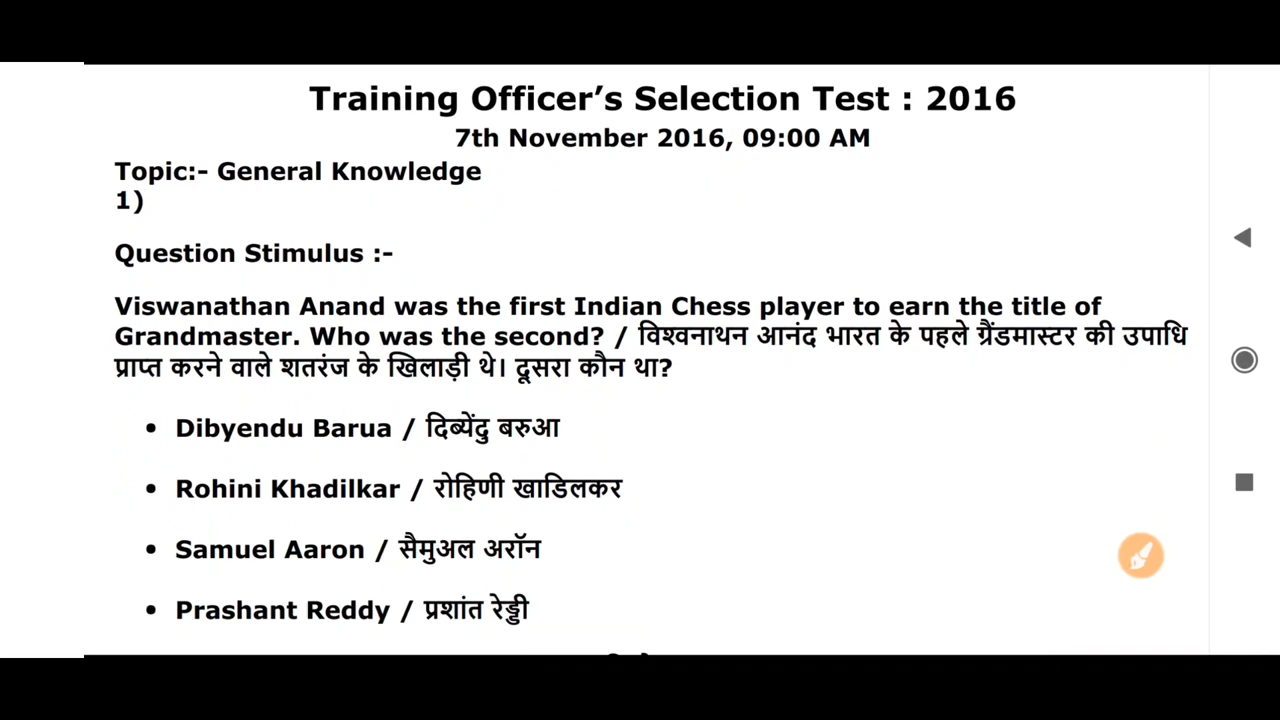 Training Officer's Selection Test : 2016
7th November 2016, 09:00 AM
Topic:- General Knowledge
1)
Question Stimulus :-
Viswanathan Anand was the first Indian Chess player to earn the title of
Grandmaster. Who was the second? / विश्वनाथन आनंद भारत के पहले ग्रैंडमास्टर की उपाधि
प्राप्त करने वाले शतरंज के खिलाड़ी थे। दूसरा कौन था?
• Dibyendu Barua / दिब्येंदु बरुआ
• Rohini Khadilkar / रोहिणी खाडिलकर
• Samuel Aaron / सैमुअल अरॉन
• Prashant Reddy / प्रशांत रेड्डी